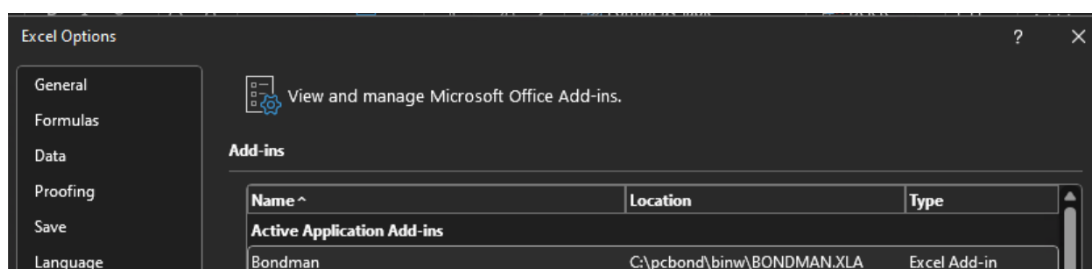 Excel Options ? ×
General
View and manage Microsoft Office Add-ins.
Formulas
Data
Add-ins
Proofing
Name Location Type
Save
Active Application Add-ins
Language
Bondman C:\pcbond\binw\BONDMAN.XLA Excel Add-in